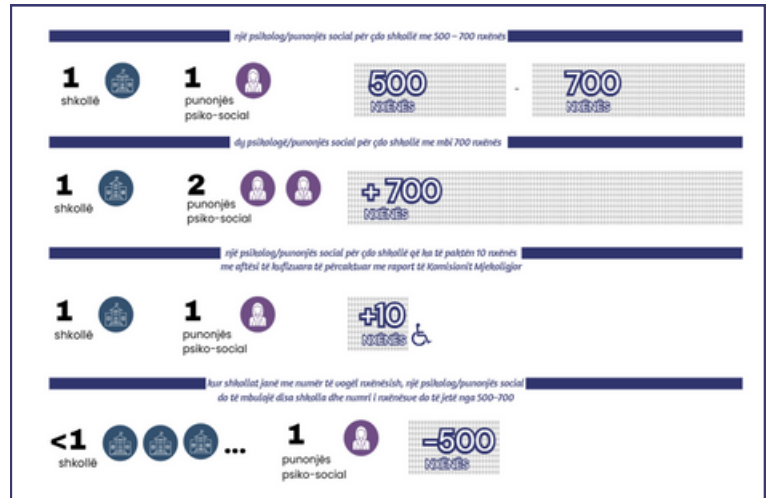 një psikolog/punonjës social për çdo shkollë me 500 – 700 nxënës
1
shkollë
1
punonjës
psiko-social
500
NXËNËS
-
700
NXËNËS
dy psikologë/punonjës social për çdo shkollë me mbi 700 nxënës
1
shkollë
2
punonjës
psiko-social
+700
NXËNËS
një psikolog/punonjës social për çdo shkollë që ka të paktën 10 nxënës
me aftësi të kufizuara të përcaktuar me raport të Komisionit Mjekoligjor
1
shkollë
1
punonjës
psiko-social
+10
NXËNËS
kur shkollat janë me numër të vogël nxënësish, një psikolog/punonjës social
do të mbulojë disa shkolla dhe numri i nxënësve do të jetë nga 500-700
<1
shkollë
...
1
punonjës
psiko-social
-500
NXËNËS